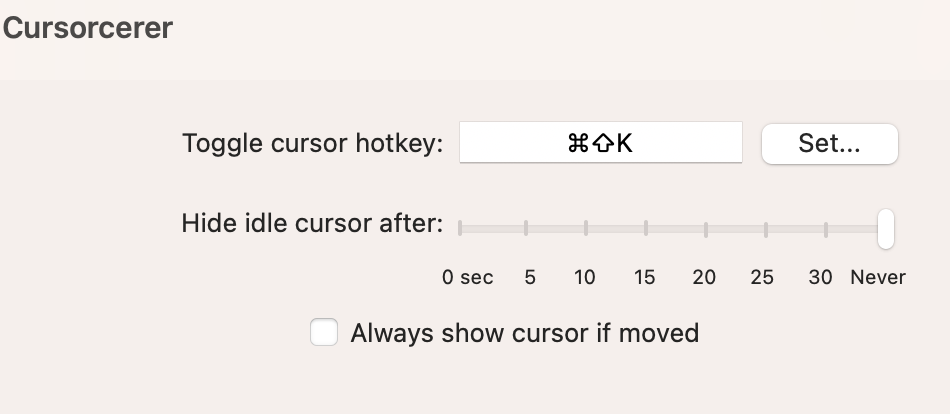 Cursorcerer
Toggle cursor hotkey: ⌘⇧K Set...
Hide idle cursor after:
0 sec 5 10 15 20 25 30 Never
Always show cursor if moved